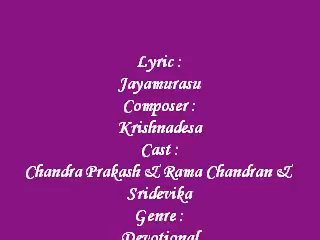 Lyric :
Jayamurasu
Composer :
Krishnadesa
Cast :
Chandra Prakash & Rama Chandran &
Sridevika
Genre :
Devotional